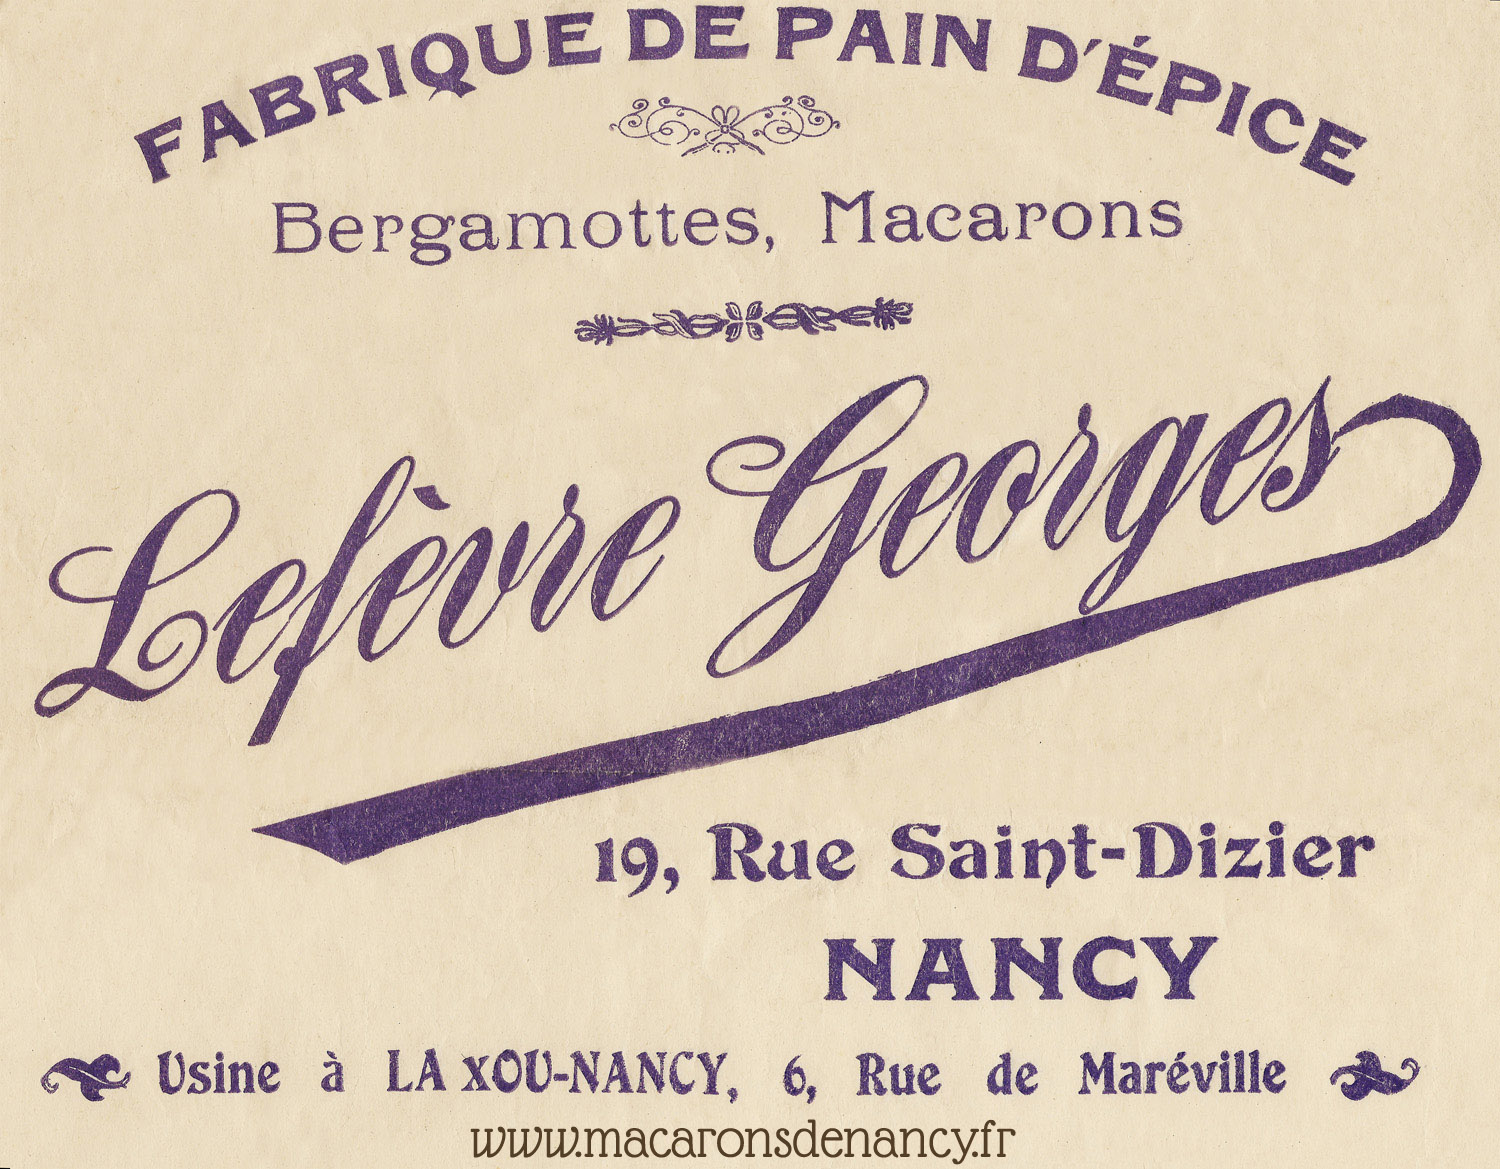 FABRIQUE DE PAIN D'ÉPICE
Bergamottes, Macarons
Lefèvre Georges
19, Rue Saint-Dizier
NANCY
Usine à LA XOU-NANCY, 6, Rue de Maréville
www.macaronsdenancy.fr